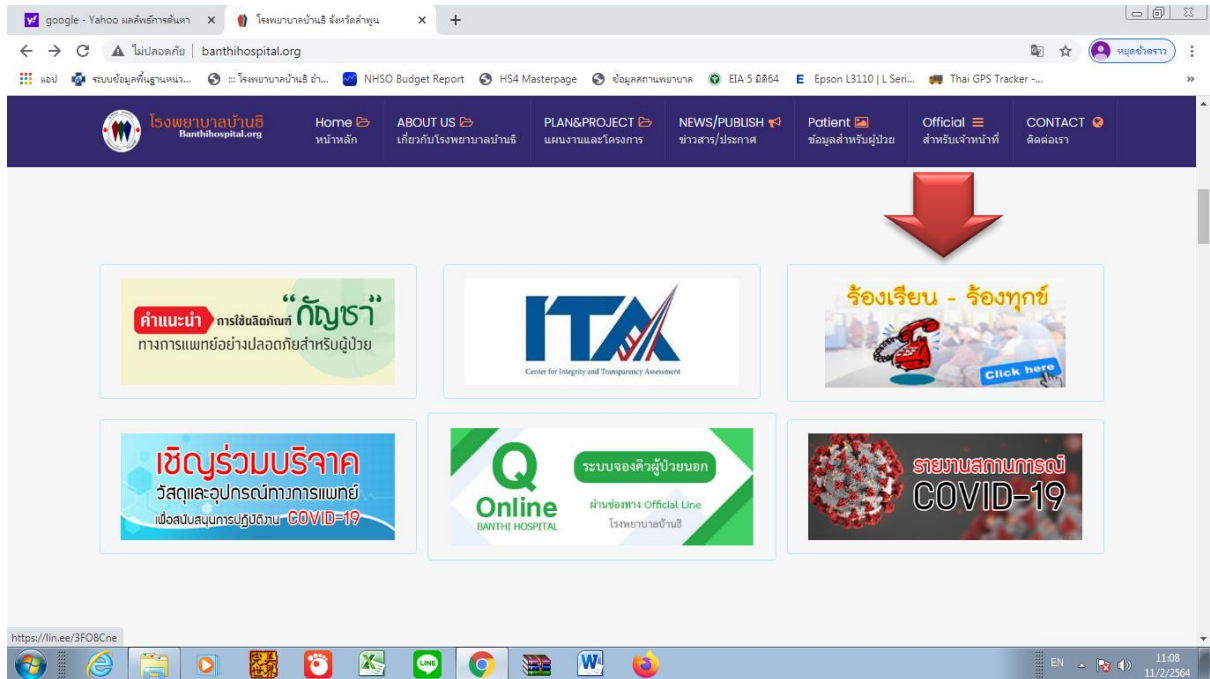 google - Yahoo ผลลัพธ์การค้นหา
โรงพยาบาลบ้านธิ จังหวัดลำพูน
ไม่ปลอดภัย | banthihospital.org
หยุดชั่วคราว
แอป
ระบบข้อมูลพื้นฐานหน่ว...
::: โรงพยาบาลบ้านธิ อำ...
NHSO Budget Report
HS4 Masterpage
ข้อมูลสถานพยาบาล
EIA 5 มิติ64
Epson L3110 | L Seri...
Thai GPS Tracker -...
โรงพยาบาลบ้านธิ
Banthihospital.org
Home
หน้าหลัก
ABOUT US
เกี่ยวกับโรงพยาบาลบ้านธิ
PLAN&PROJECT
แผนงานและโครงการ
NEWS/PUBLISH
ข่าวสาร/ประกาศ
Patient
ข้อมูลสำหรับผู้ป่วย
Official
สำหรับเจ้าหน้าที่
CONTACT
ติดต่อเรา
คำแนะนำ การใช้ผลิตภัณฑ์ “กัญชา”
ทางการแพทย์อย่างปลอดภัยสำหรับผู้ป่วย
ITA
Center for Integrity and Transparency Assessment
ร้องเรียน - ร้องทุกข์
Click here
เชิญร่วมบริจาค
วัสดุและอุปกรณ์ทางการแพทย์
เพื่อสนับสนุนการปฏิบัติงาน COVID-19
Q
Online
BANTHI HOSPITAL
ระบบจองคิวผู้ป่วยนอก
ผ่านช่องทาง Official Line
โรงพยาบาลบ้านธิ
รายงานสถานการณ์
COVID-19
https://lin.ee/3FO8Cne
LINE
EN
11:08
11/2/2564